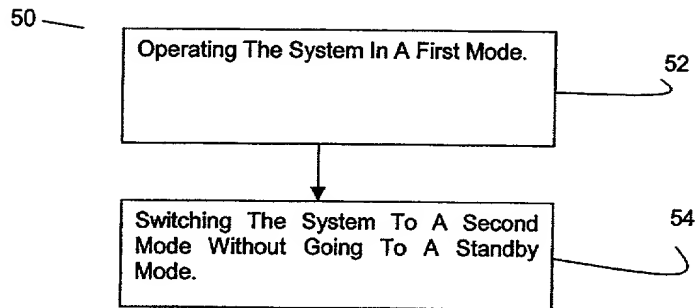 50
Operating The System In A First Mode.
52
Switching The System To A Second
Mode Without Going To A Standby
Mode.
54